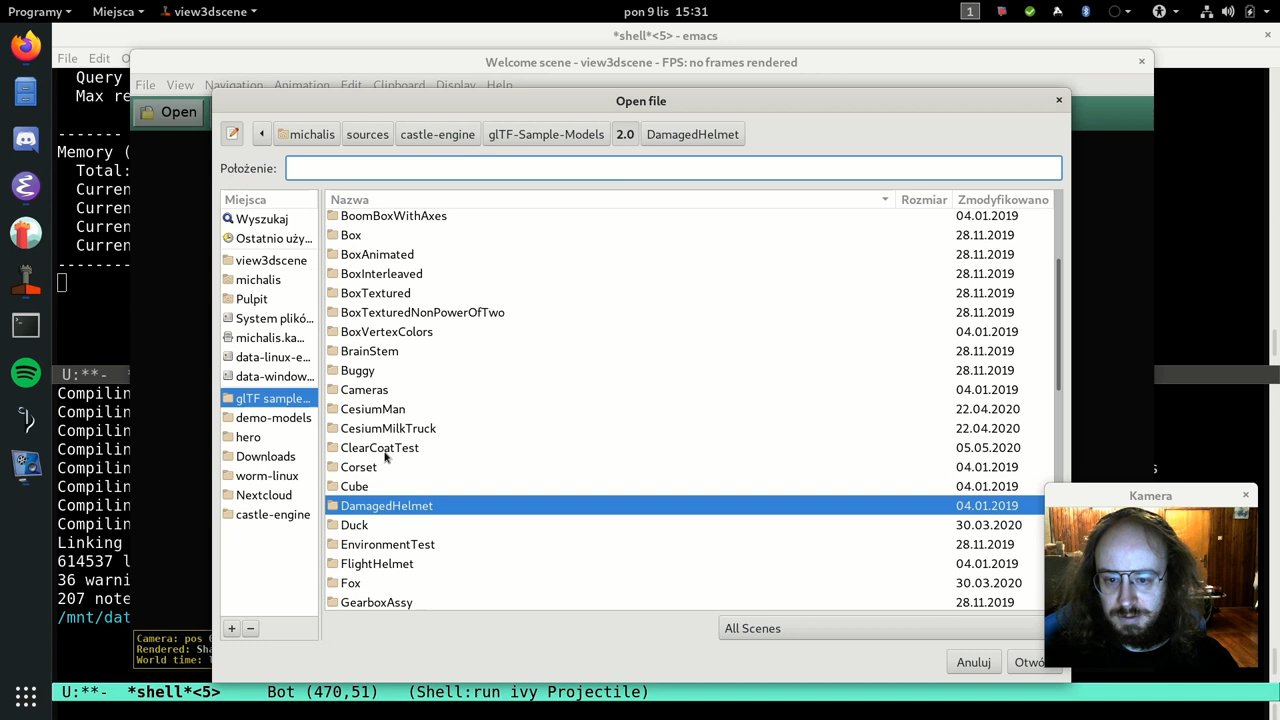 Programy Miejsca view3dscene pon 9 lis 15:31 1
*shell*<5> - emacs ×
File Edit
Welcome scene - view3dscene - FPS: no frames rendered ×
File View Navigation Animation Edit Clipboard Display Help
Open
Open file ×
michalis sources castle-engine glTF-Sample-Models 2.0 DamagedHelmet
Położenie:
Miejsca
Wyszukaj
Ostatnio uży...
view3dscene
michalis
Pulpit
System plikó...
michalis.ka...
data-linux-e...
data-window...
glTF sample...
demo-models
hero
Downloads
worm-linux
Nextcloud
castle-engine
Nazwa Rozmiar Zmodyfikowano
BoomBoxWithAxes 04.01.2019
Box 28.11.2019
BoxAnimated 28.11.2019
BoxInterleaved 28.11.2019
BoxTextured 28.11.2019
BoxTexturedNonPowerOfTwo 28.11.2019
BoxVertexColors 04.01.2019
BrainStem 28.11.2019
Buggy 28.11.2019
Cameras 04.01.2019
CesiumMan 22.04.2020
CesiumMilkTruck 22.04.2020
ClearCoatTest 05.05.2020
Corset 04.01.2019
Cube 04.01.2019
DamagedHelmet 04.01.2019
Duck 30.03.2020
EnvironmentTest 28.11.2019
FlightHelmet 04.01.2019
Fox 30.03.2020
GearboxAssy 28.11.2019
All Scenes
Anuluj Otwó
Kamera ×
Query
Max re
Memory (
Total:
Curren
Curren
Curren
Curren
U:**-
Compilin
Compilin
Compilin
Compilin
Compilin
Compilin
Compilin
Compilin
Linking
614537 l
36 warni
207 note
/mnt/dat
Camera: pos
Rendered: Sha
World time:
U:**- *shell*<5> Bot (470,51) (Shell:run ivy Projectile)